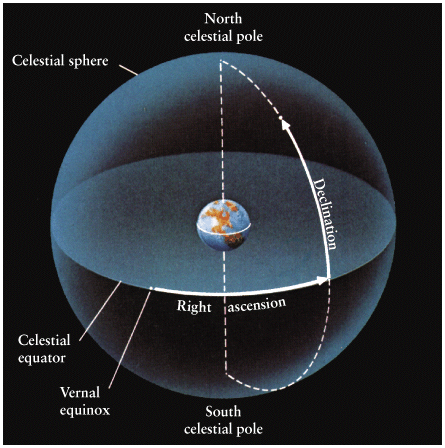 North
celestial pole
Celestial sphere
Declination
Right ascension
Celestial
equator
Vernal
equinox
South
celestial pole